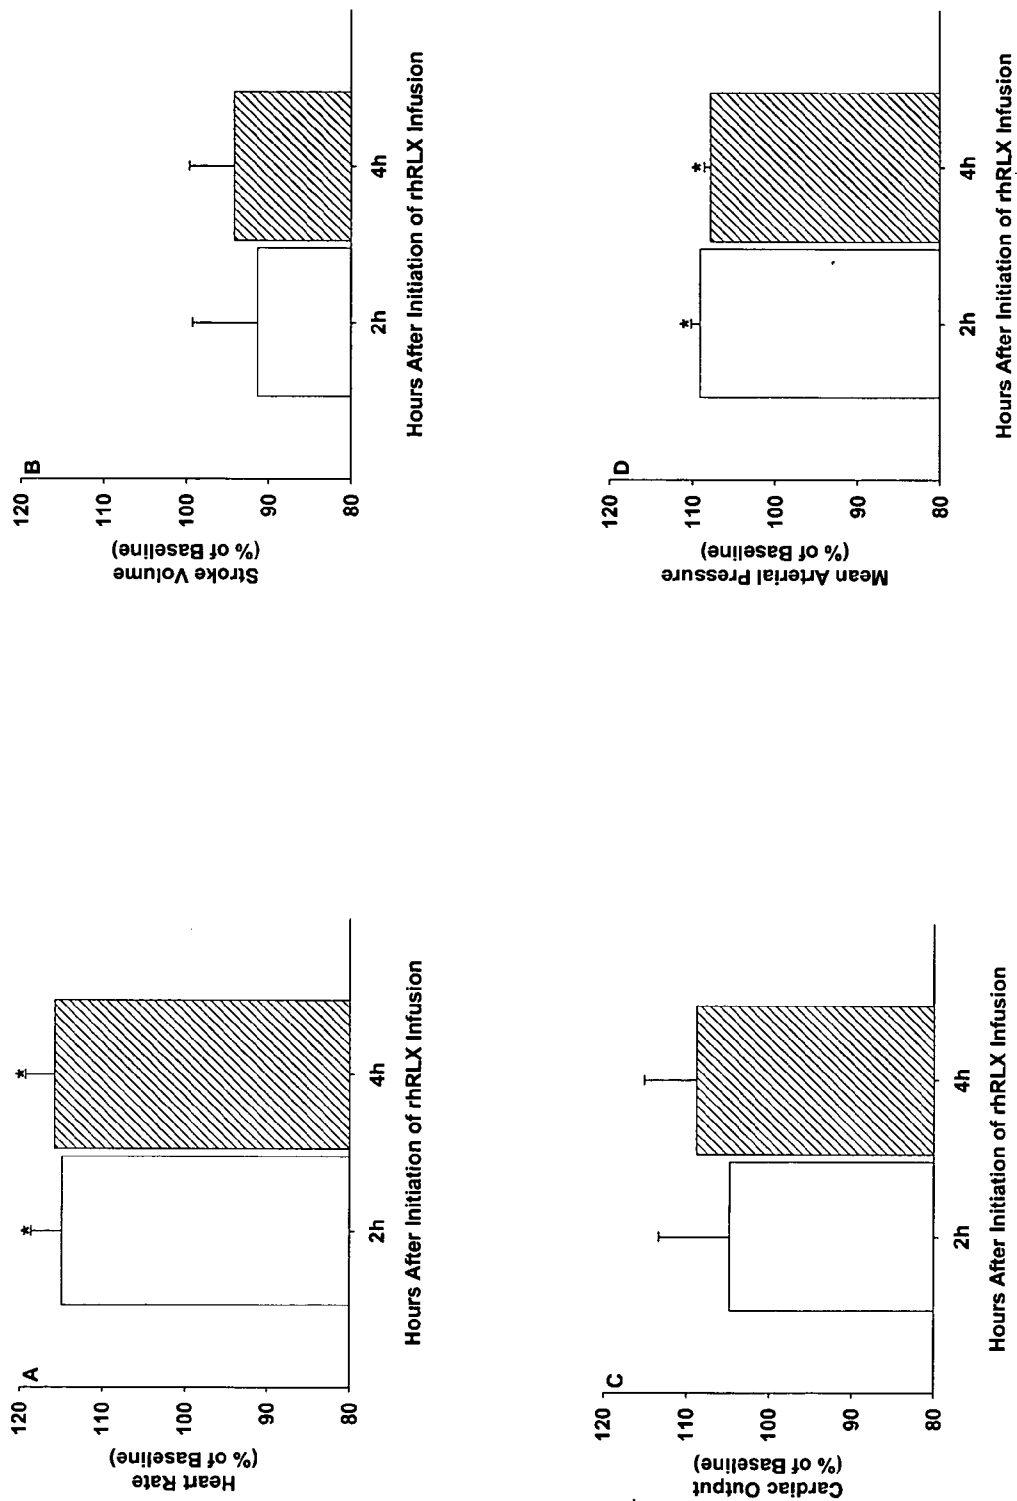 A
120
110
100
90
80
Heart Rate
(% of Baseline)
*
*
2h
4h
Hours After Initiation of rhRLX Infusion
B
120
110
100
90
80
Stroke Volume
(% of Baseline)
2h
4h
Hours After Initiation of rhRLX Infusion
C
120
110
100
90
80
Cardiac Output
(% of Baseline)
2h
4h
Hours After Initiation of rhRLX Infusion
D
120
110
100
90
80
Mean Arterial Pressure
(% of Baseline)
*
*
2h
4h
Hours After Initiation of rhRLX Infusion